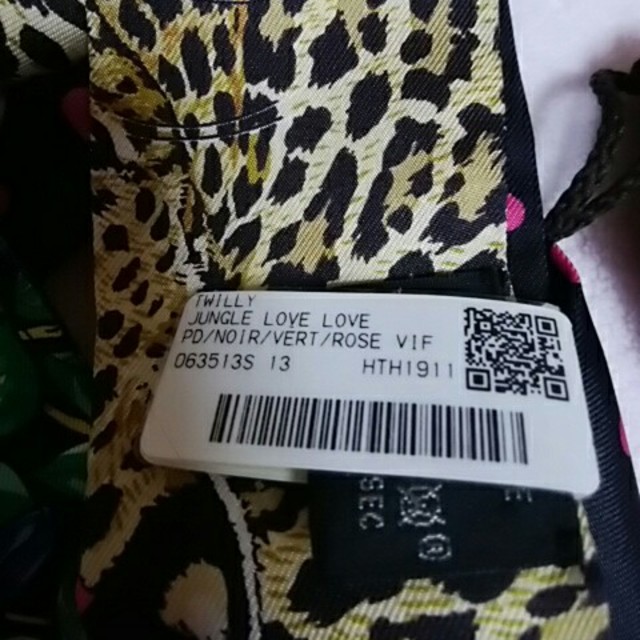 TWILLY
JUNGLE LOVE LOVE
PD/NOIR/VERT/ROSE VIF
063513S 13 HTH1911
SEC